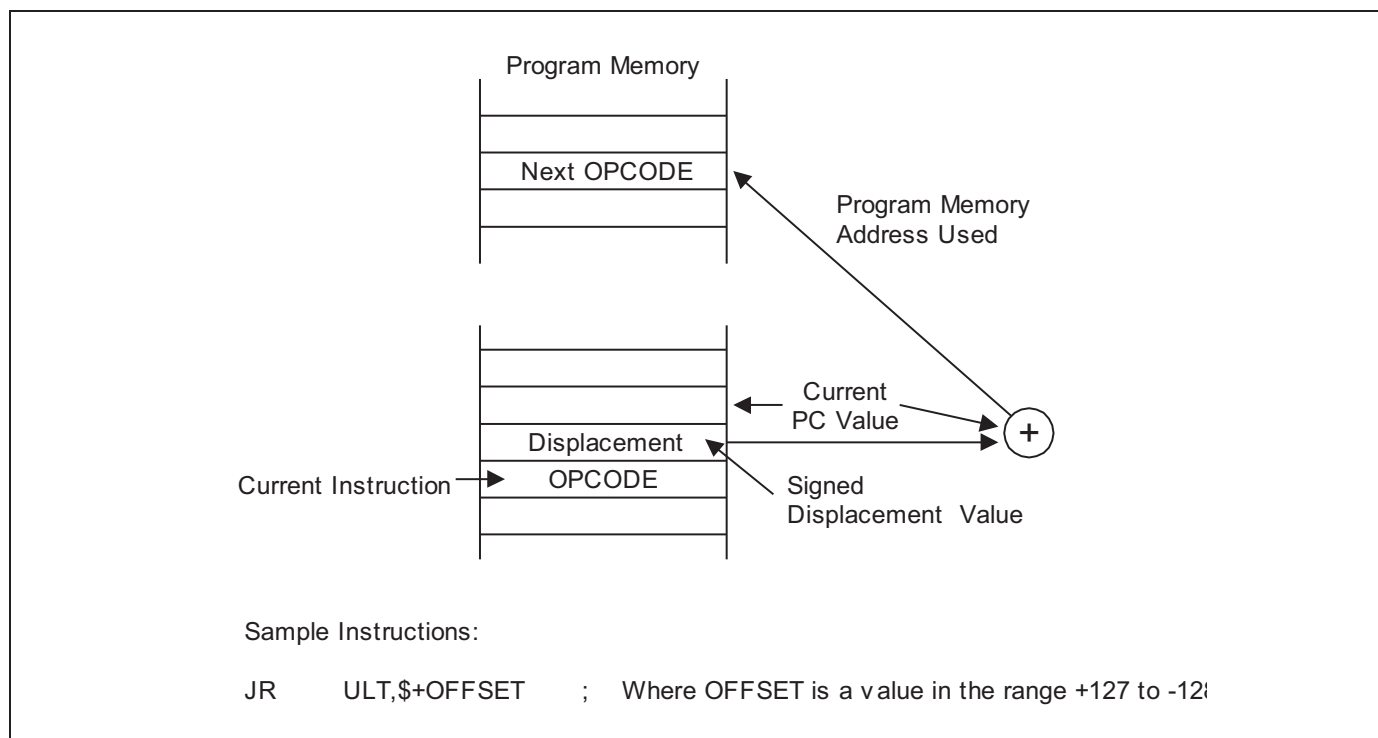 Program Memory
Next OPCODE
Program Memory
Address Used
Current
PC Value
+
Displacement
Current Instruction
OPCODE
Signed
Displacement Value
Sample Instructions:
JR ULT,$+OFFSET ; Where OFFSET is a value in the range +127 to